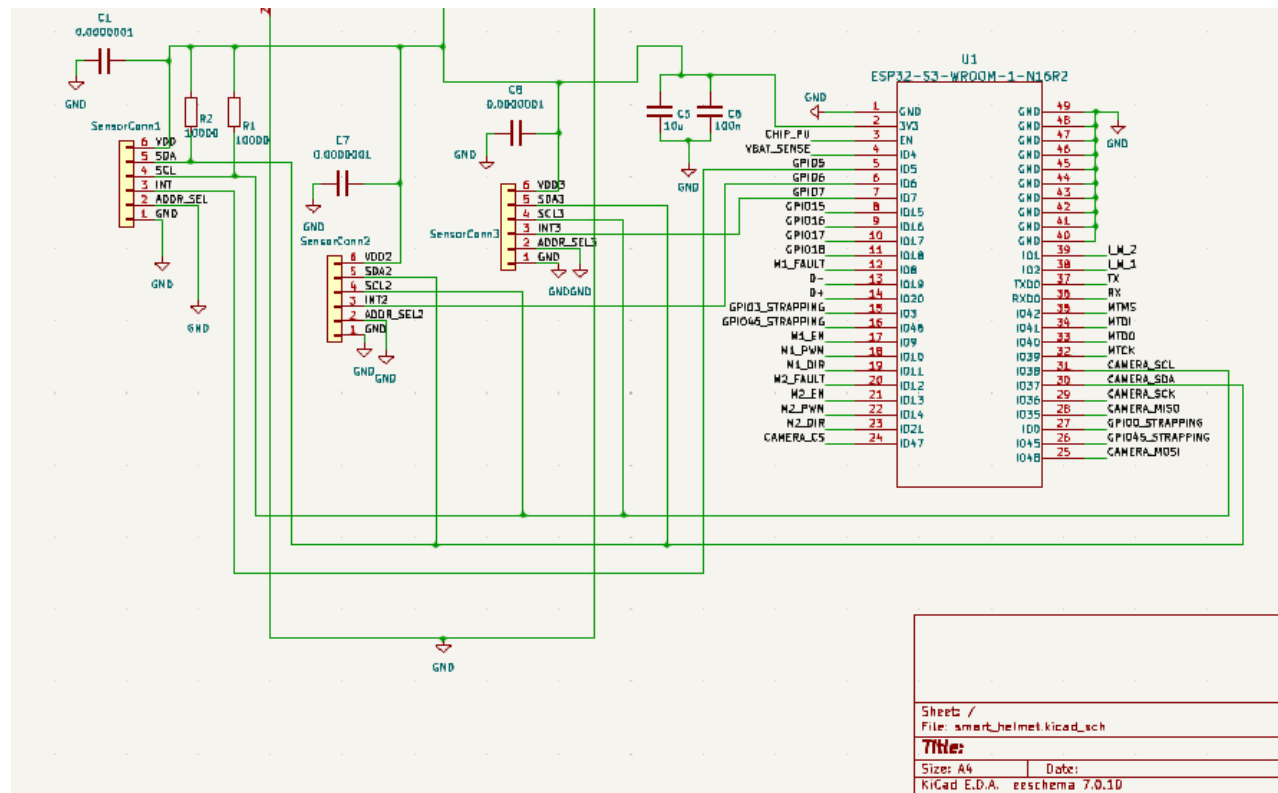 C1
0.0000001
GND
R2
10000
R1
10000
SensorConn1
6 VDD
5 SDA
4 SCL
3 INT
2 ADDR_SEL
1 GND
GND
GND
C7
0.0000001
GND
SensorConn2
6 VDD2
5 SDA2
4 SCL2
3 INT2
2 ADDR_SEL2
1 GND
GND
GND
C8
0.0000001
GND
SensorConn3
6 VDD3
5 SDA3
4 SCL3
3 INT3
2 ADDR_SEL3
1 GND
GND
GND
C5
10u
C6
100n
GND
GND
U1
ESP32-S3-WROOM-1-N16R2
1 GND
2 3V3
CHIP_PU 3 EN
VBAT_SENSE 4 IO4
GPIO5 5 IO5
GPIO6 6 IO6
GPIO7 7 IO7
GPIO15 8 IO15
GPIO16 9 IO16
GPIO17 10 IO17
GPIO18 11 IO18
M1_FAULT 12 IO8
D- 13 IO19
D+ 14 IO20
GPIO3_STRAPPING 15 IO3
GPIO46_STRAPPING 16 IO46
M1_EN 17 IO9
M1_PWN 18 IO10
M1_DIR 19 IO11
M2_FAULT 20 IO12
M2_EN 21 IO13
M2_PWN 22 IO14
M2_DIR 23 IO21
CAMERA_CS 24 IO47
GND 49
GND 48
GND 47
GND 46
GND 45
GND 44
GND 43
GND 42
GND 41
GND 40
GND
IO1 39 I_M_2
IO2 38 I_M_1
TXD0 37 TX
RXD0 36 RX
IO42 35 MTMS
IO41 34 MTDI
IO40 33 MTDO
IO39 32 MTCK
IO38 31 CAMERA_SCL
IO37 30 CAMERA_SDA
IO36 29 CAMERA_SCK
IO35 28 CAMERA_MISO
IO0 27 GPIO0_STRAPPING
IO45 26 GPIO45_STRAPPING
IO48 25 CAMERA_MOSI
GND
Sheet: /
File: smart_helmet.kicad_sch
Title:
Size: A4 Date:
KiCad E.D.A. eeschema 7.0.10